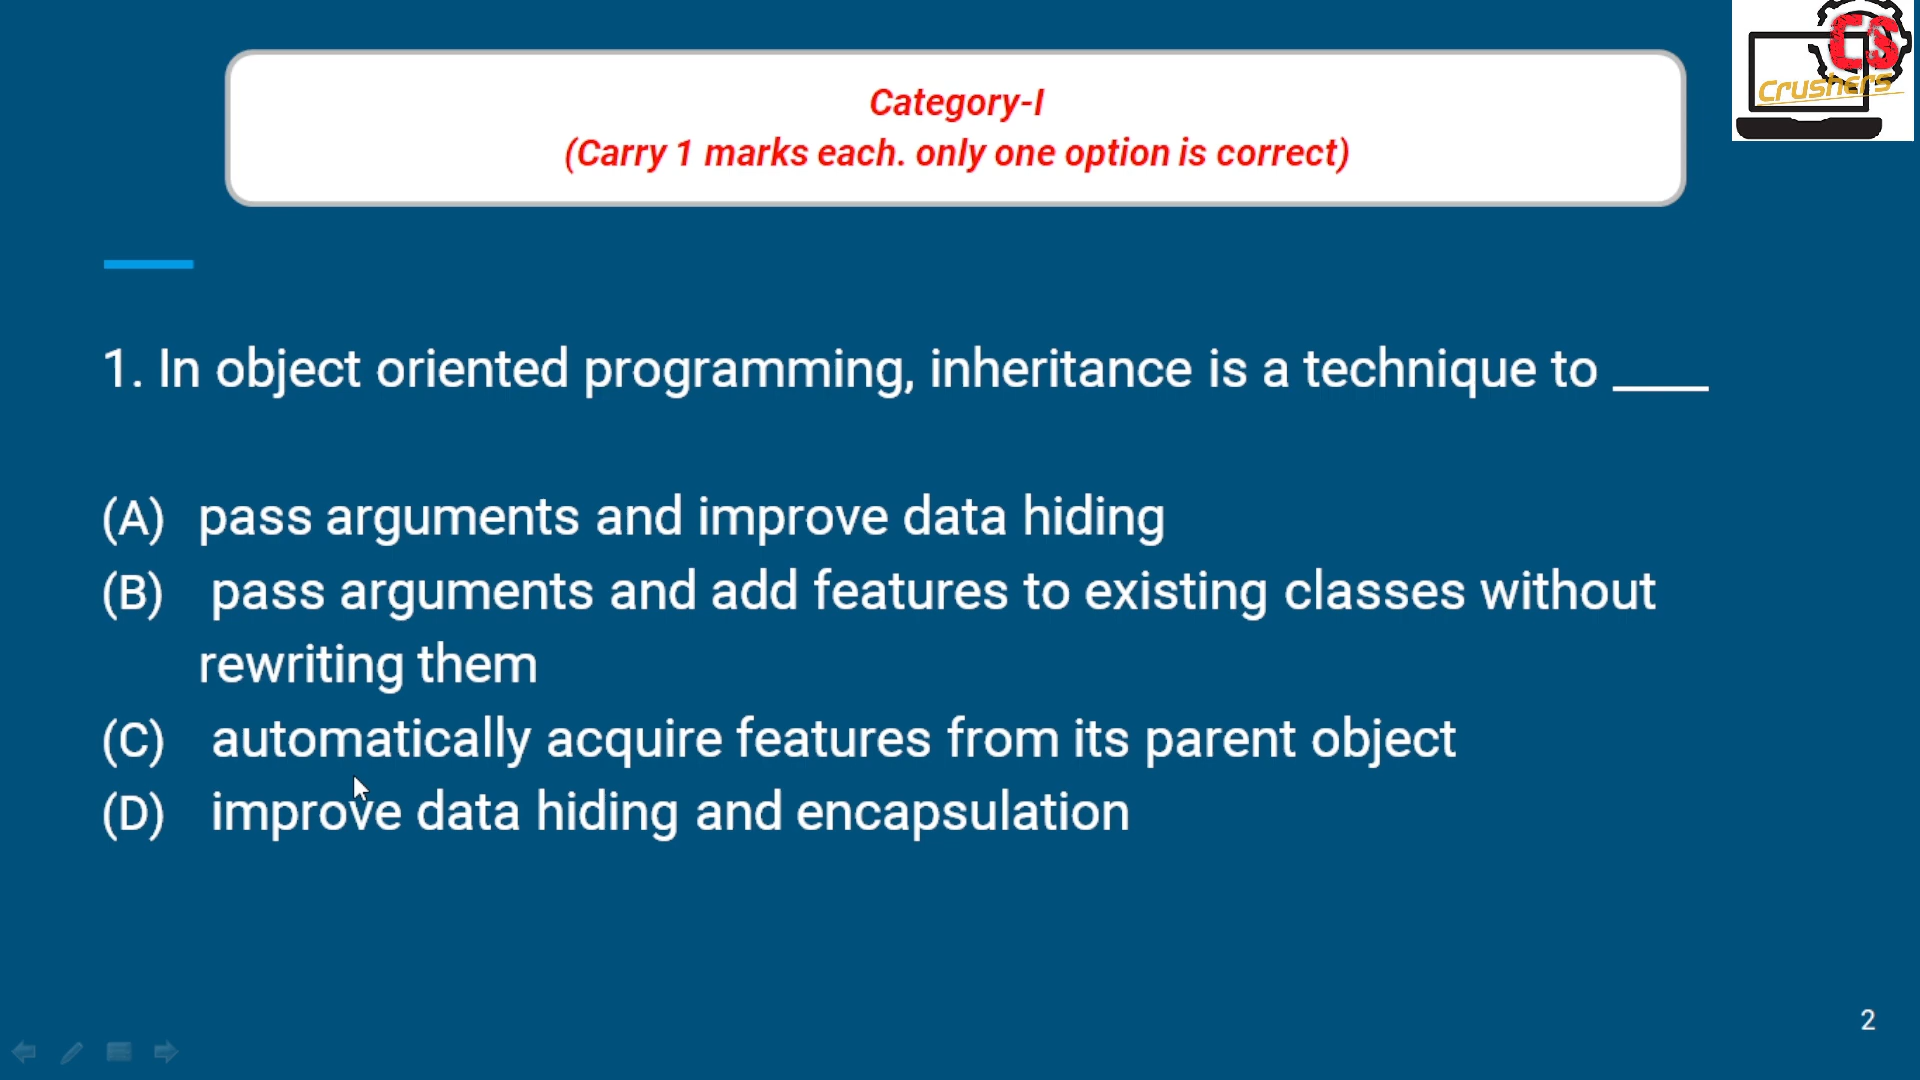 CS
Crushers
Category-I
(Carry 1 marks each. only one option is correct)
1. In object oriented programming, inheritance is a technique to ____
(A) pass arguments and improve data hiding
(B) pass arguments and add features to existing classes without
rewriting them
(C) automatically acquire features from its parent object
(D) improve data hiding and encapsulation
2